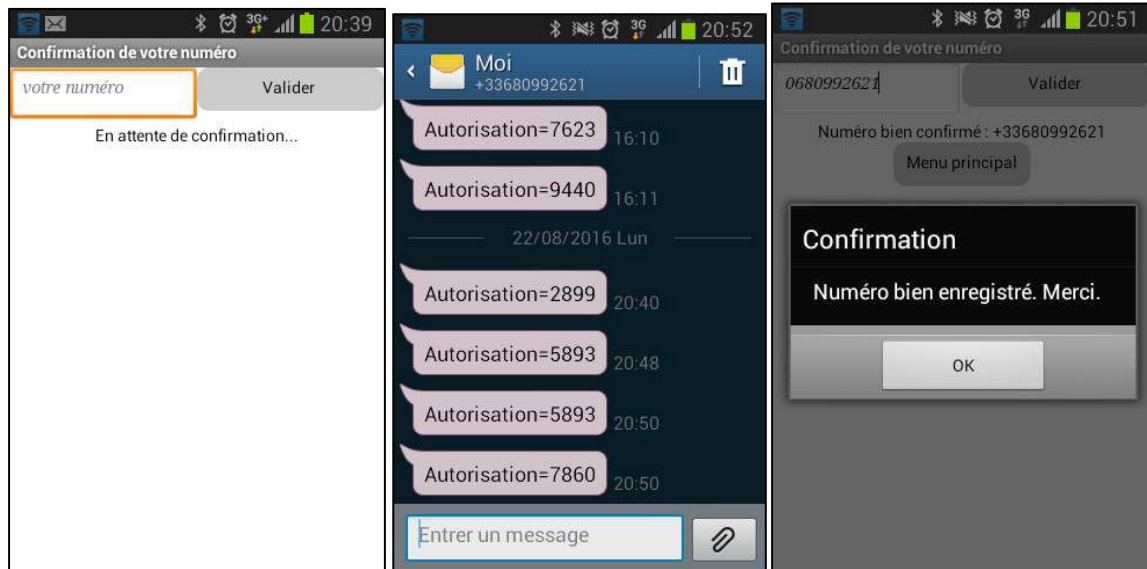 3G+ 20:39
Confirmation de votre numéro
votre numéro
Valider
En attente de confirmation...
3G 20:52
Moi
+33680992621
Autorisation=7623 16:10
Autorisation=9440 16:11
22/08/2016 Lun
Autorisation=2899 20:40
Autorisation=5893 20:48
Autorisation=5893 20:50
Autorisation=7860 20:50
Entrer un message
3G 20:51
Confirmation de votre numéro
0680992621
Valider
Numéro bien confirmé : +33680992621
Menu principal
Confirmation
Numéro bien enregistré. Merci.
OK